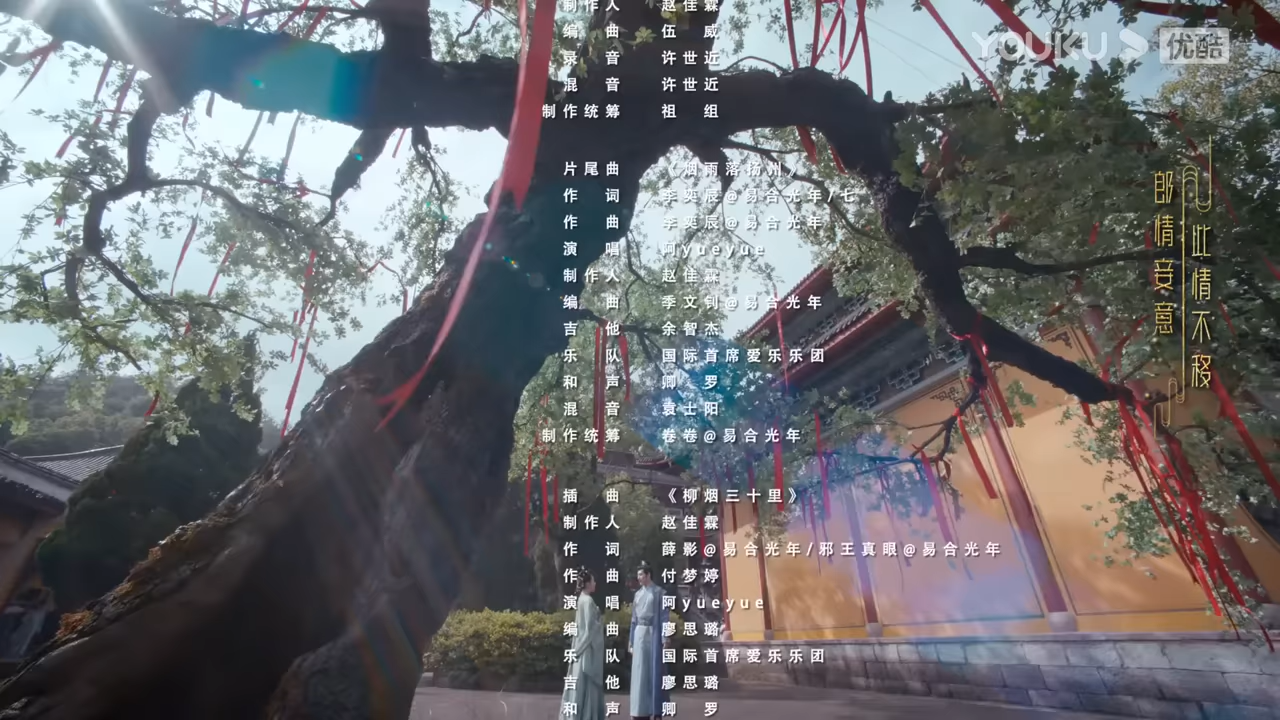 YOUKU 优酷
制作人 赵佳霖
编 曲 伍 威
录 音 许世近
混 音 许世近
制作统筹 祖 组
片尾曲 《烟雨落扬州》
作 词 李奕辰@易合光年/七
作 曲 李奕辰@易合光年
演 唱 阿yueyue
制作人 赵佳霖
编 曲 季文钊@易合光年
吉 他 余智杰
乐 队 国际首席爱乐乐团
和 声 卿 罗
混 音 袁士阳
制作统筹 卷卷@易合光年
插 曲 《柳烟三十里》
制作人 赵佳霖
作 词 薛影@易合光年/邪王真眼@易合光年
作 曲 付梦婷
演 唱 阿yueyue
编 曲 廖思璐
乐 队 国际首席爱乐乐团
吉 他 廖思璐
和 声 卿 罗
此情不移
郎情妾意